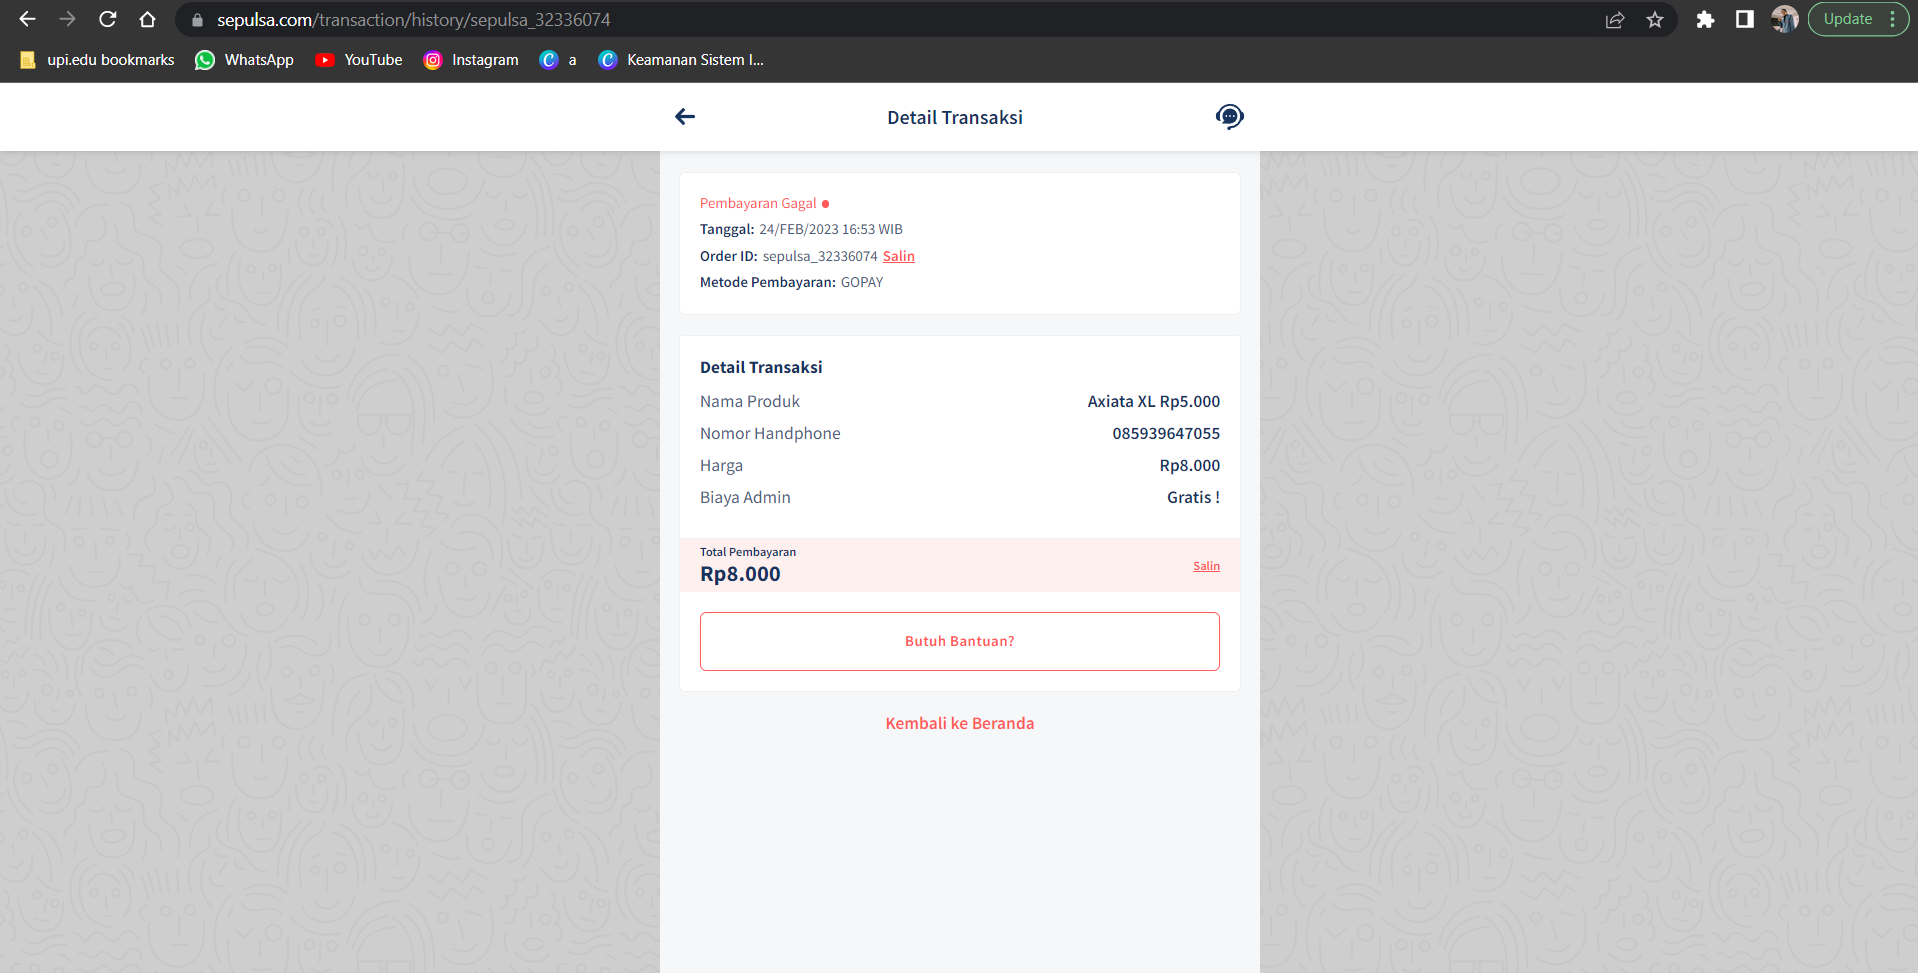 sepulsa.com/transaction/history/sepulsa_32336074
Update
upi.edu bookmarks WhatsApp YouTube Instagram a Keamanan Sistem I...
Detail Transaksi
Pembayaran Gagal
Tanggal: 24/FEB/2023 16:53 WIB
Order ID: sepulsa_32336074 Salin
Metode Pembayaran: GOPAY
Detail Transaksi
Nama Produk Axiata XL Rp5.000
Nomor Handphone 085939647055
Harga Rp8.000
Biaya Admin Gratis !
Total Pembayaran
Rp8.000 Salin
Butuh Bantuan?
Kembali ke Beranda